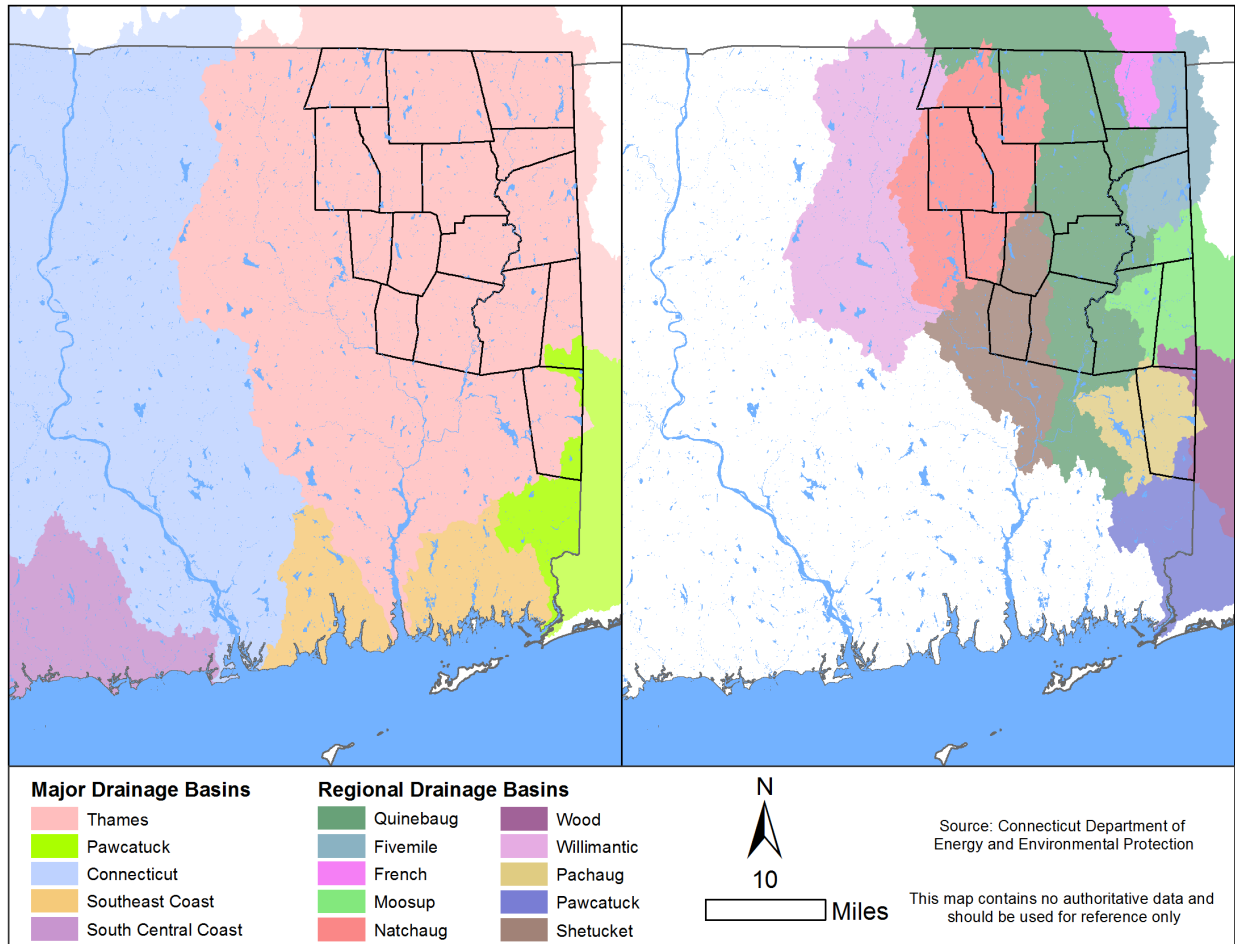 Major Drainage Basins
Thames
Pawcatuck
Connecticut
Southeast Coast
South Central Coast
Regional Drainage Basins
Quinebaug
Fivemile
French
Moosup
Natchaug
Wood
Willimantic
Pachaug
Pawcatuck
Shetucket
N
10
Miles
Source: Connecticut Department of
Energy and Environmental Protection
This map contains no authoritative data and
should be used for reference only